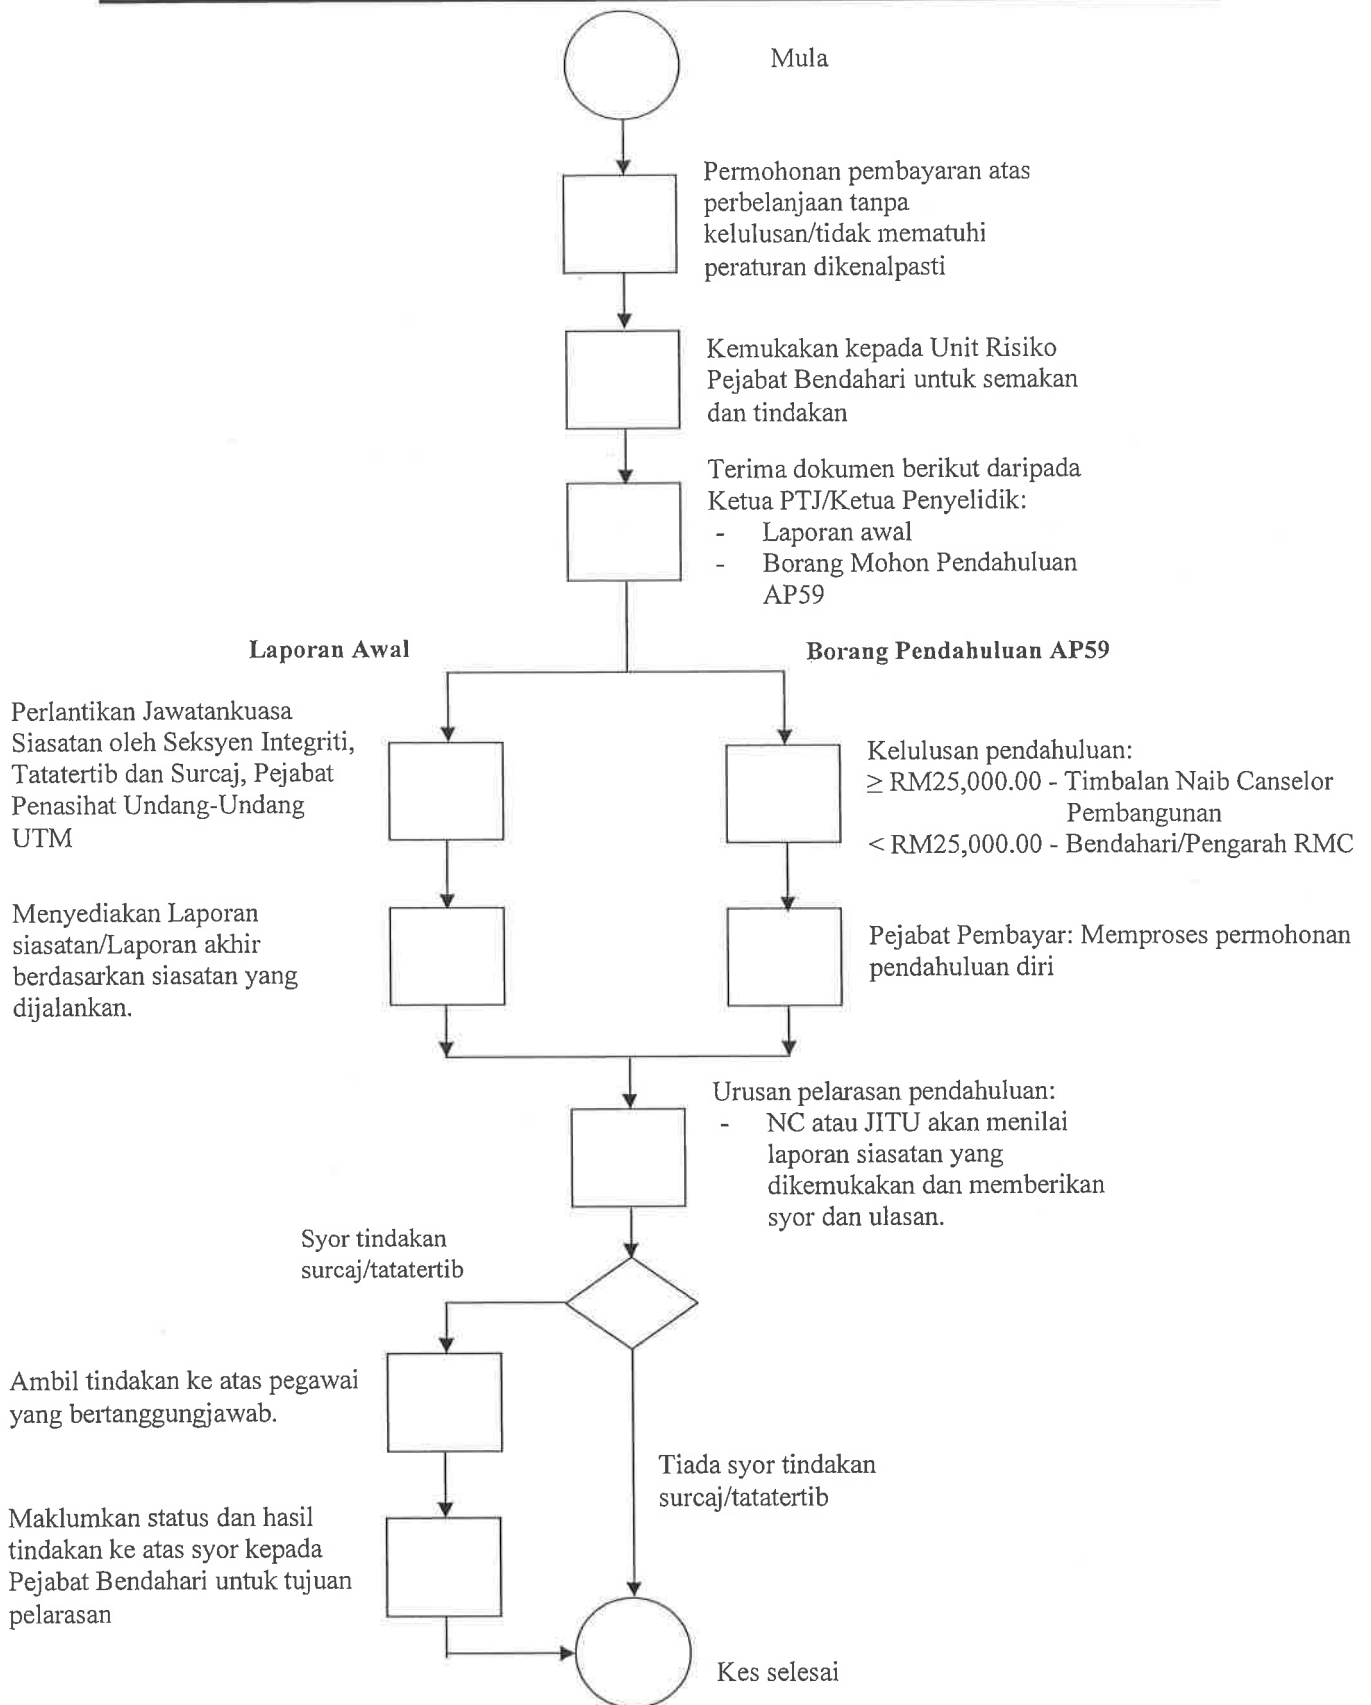 Mula
Permohonan pembayaran atas
perbelanjaan tanpa
kelulusan/tidak mematuhi
peraturan dikenalpasti
Kemukakan kepada Unit Risiko
Pejabat Bendahari untuk semakan
dan tindakan
Terima dokumen berikut daripada
Ketua PTJ/Ketua Penyelidik:
- Laporan awal
- Borang Mohon Pendahuluan
AP59
Laporan Awal
Borang Pendahuluan AP59
Perlantikan Jawatankuasa
Siasatan oleh Seksyen Integriti,
Tatatertib dan Surcaj, Pejabat
Penasihat Undang-Undang
UTM
Kelulusan pendahuluan:
≥ RM25,000.00 - Timbalan Naib Canselor
Pembangunan
< RM25,000.00 - Bendahari/Pengarah RMC
Menyediakan Laporan
siasatan/Laporan akhir
berdasarkan siasatan yang
dijalankan.
Pejabat Pembayar: Memproses permohonan
pendahuluan diri
Urusan pelarasan pendahuluan:
- NC atau JITU akan menilai
laporan siasatan yang
dikemukakan dan memberikan
syor dan ulasan.
Syor tindakan
surcaj/tatatertib
Ambil tindakan ke atas pegawai
yang bertanggungjawab.
Tiada syor tindakan
surcaj/tatatertib
Maklumkan status dan hasil
tindakan ke atas syor kepada
Pejabat Bendahari untuk tujuan
pelarasan
Kes selesai